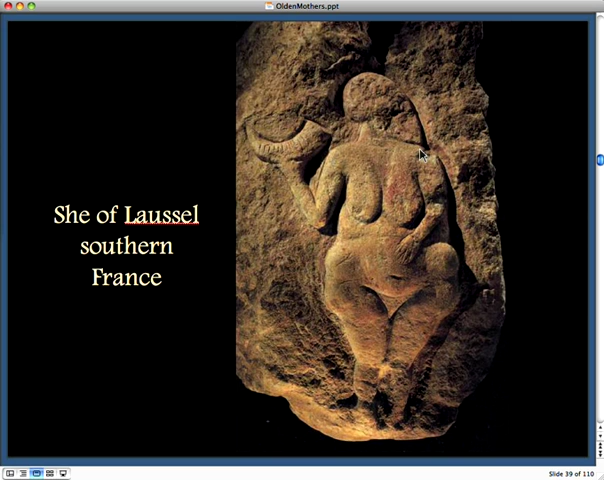 OldenMothers.ppt
She of Laussel
southern
France
Slide 39 of 110